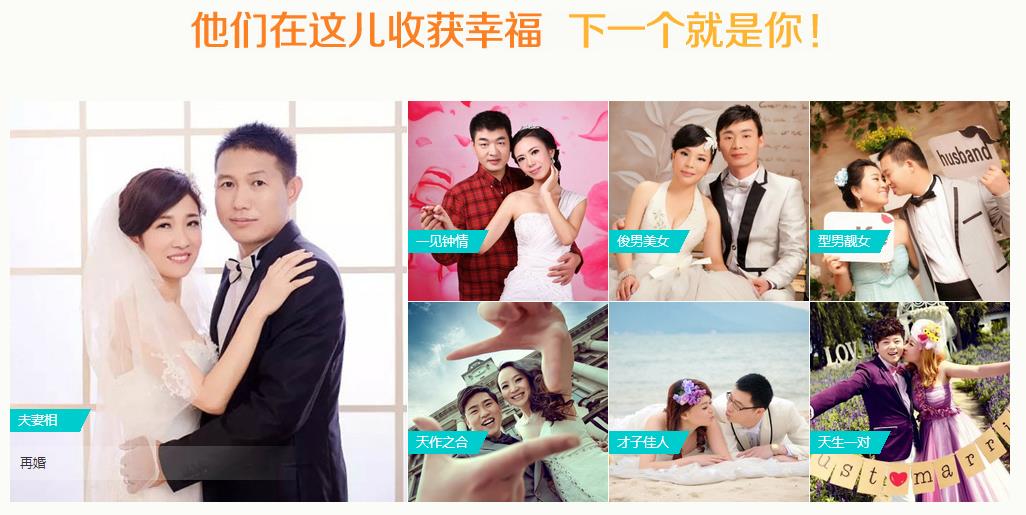 他们在这儿收获幸福 下一个就是你!
夫妻相
再婚
一见钟情
俊男美女
husband
型男靓女
天作之合
才子佳人
LOV
天生一对
ust marri